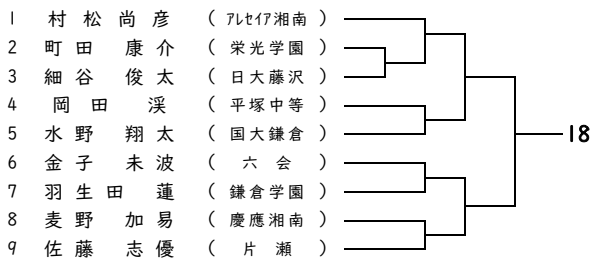 1 村松尚彦 (アレセイア湘南)
2 町田 康介 (栄光学園)
3 細谷 俊太 (日大藤沢)
4 岡田 渓 (平塚中等)
5 水野 翔太 (国大鎌倉)
6 金子 未波 (六会)
7 羽生田 蓮 (鎌倉学園)
8 麦野 加易 (慶應湘南)
9 佐藤 志優 (片瀬)
18